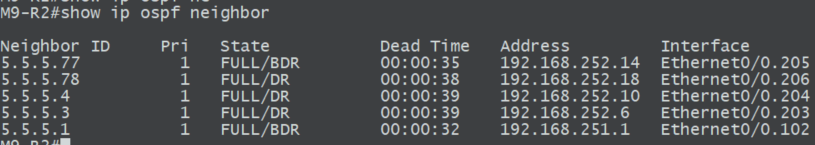 M9-R2#show ip ospf neighbor
Neighbor ID Pri State Dead Time Address Interface
5.5.5.77 1 FULL/BDR 00:00:35 192.168.252.14 Ethernet0/0.205
5.5.5.78 1 FULL/DR 00:00:38 192.168.252.18 Ethernet0/0.206
5.5.5.4 1 FULL/DR 00:00:39 192.168.252.10 Ethernet0/0.204
5.5.5.3 1 FULL/DR 00:00:39 192.168.252.6 Ethernet0/0.203
5.5.5.1 1 FULL/BDR 00:00:32 192.168.251.1 Ethernet0/0.102
M9-R2#